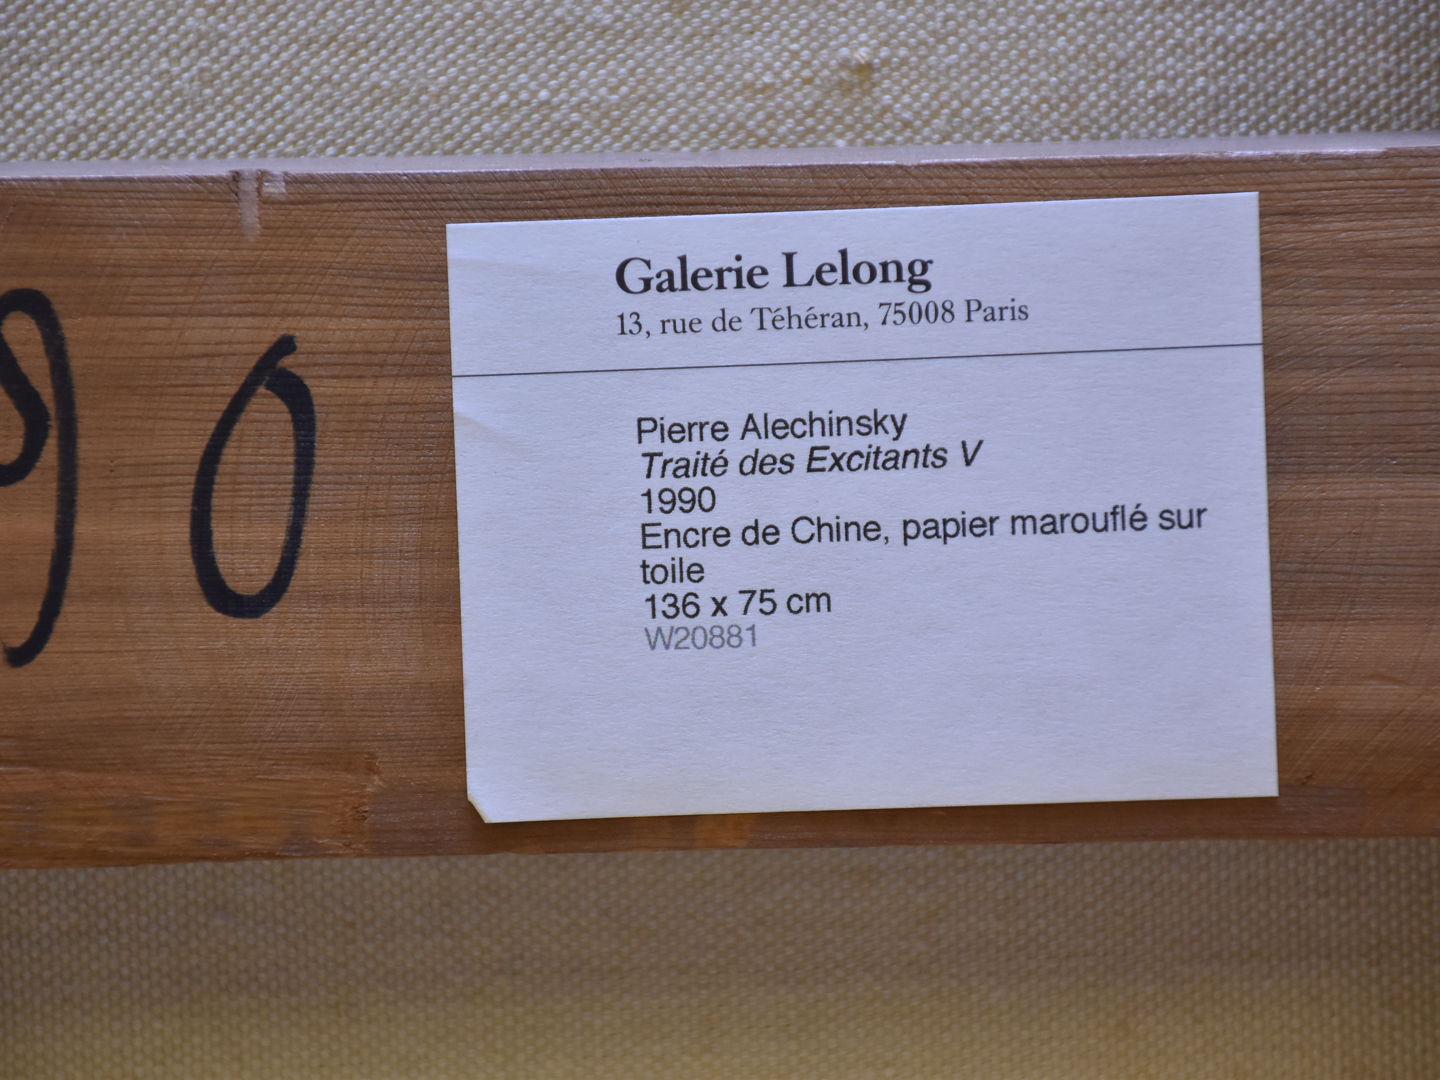 90
Galerie Lelong
13, rue de Téhéran, 75008 Paris
Pierre Alechinsky
Traité des Excitants V
1990
Encre de Chine, papier marouflé sur
toile
136 x 75 cm
W20881